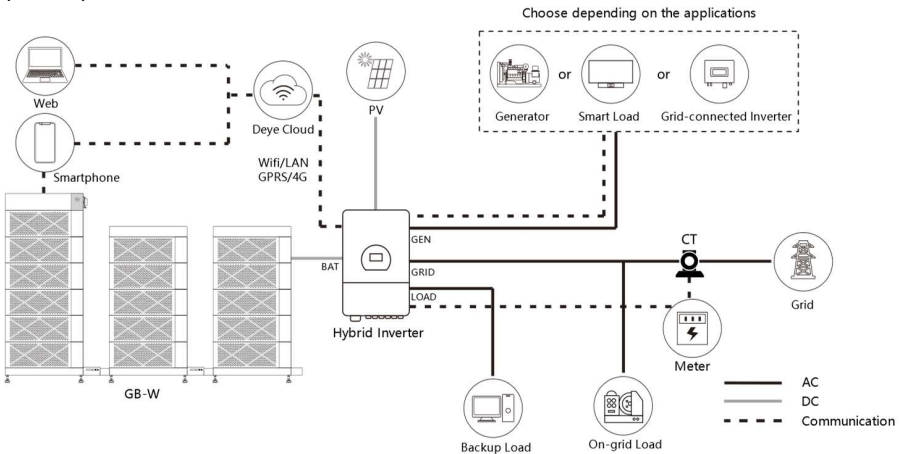 Choose depending on the applications
Web
Deye Cloud
PV
Generator
or
Smart Load
or
Grid-connected Inverter
Smartphone
Wifi/LAN
GPRS/4G
GEN
CT
BAT
GRID
Grid
LOAD
Hybrid Inverter
Meter
GB-W
Backup Load
On-grid Load
AC
DC
Communication